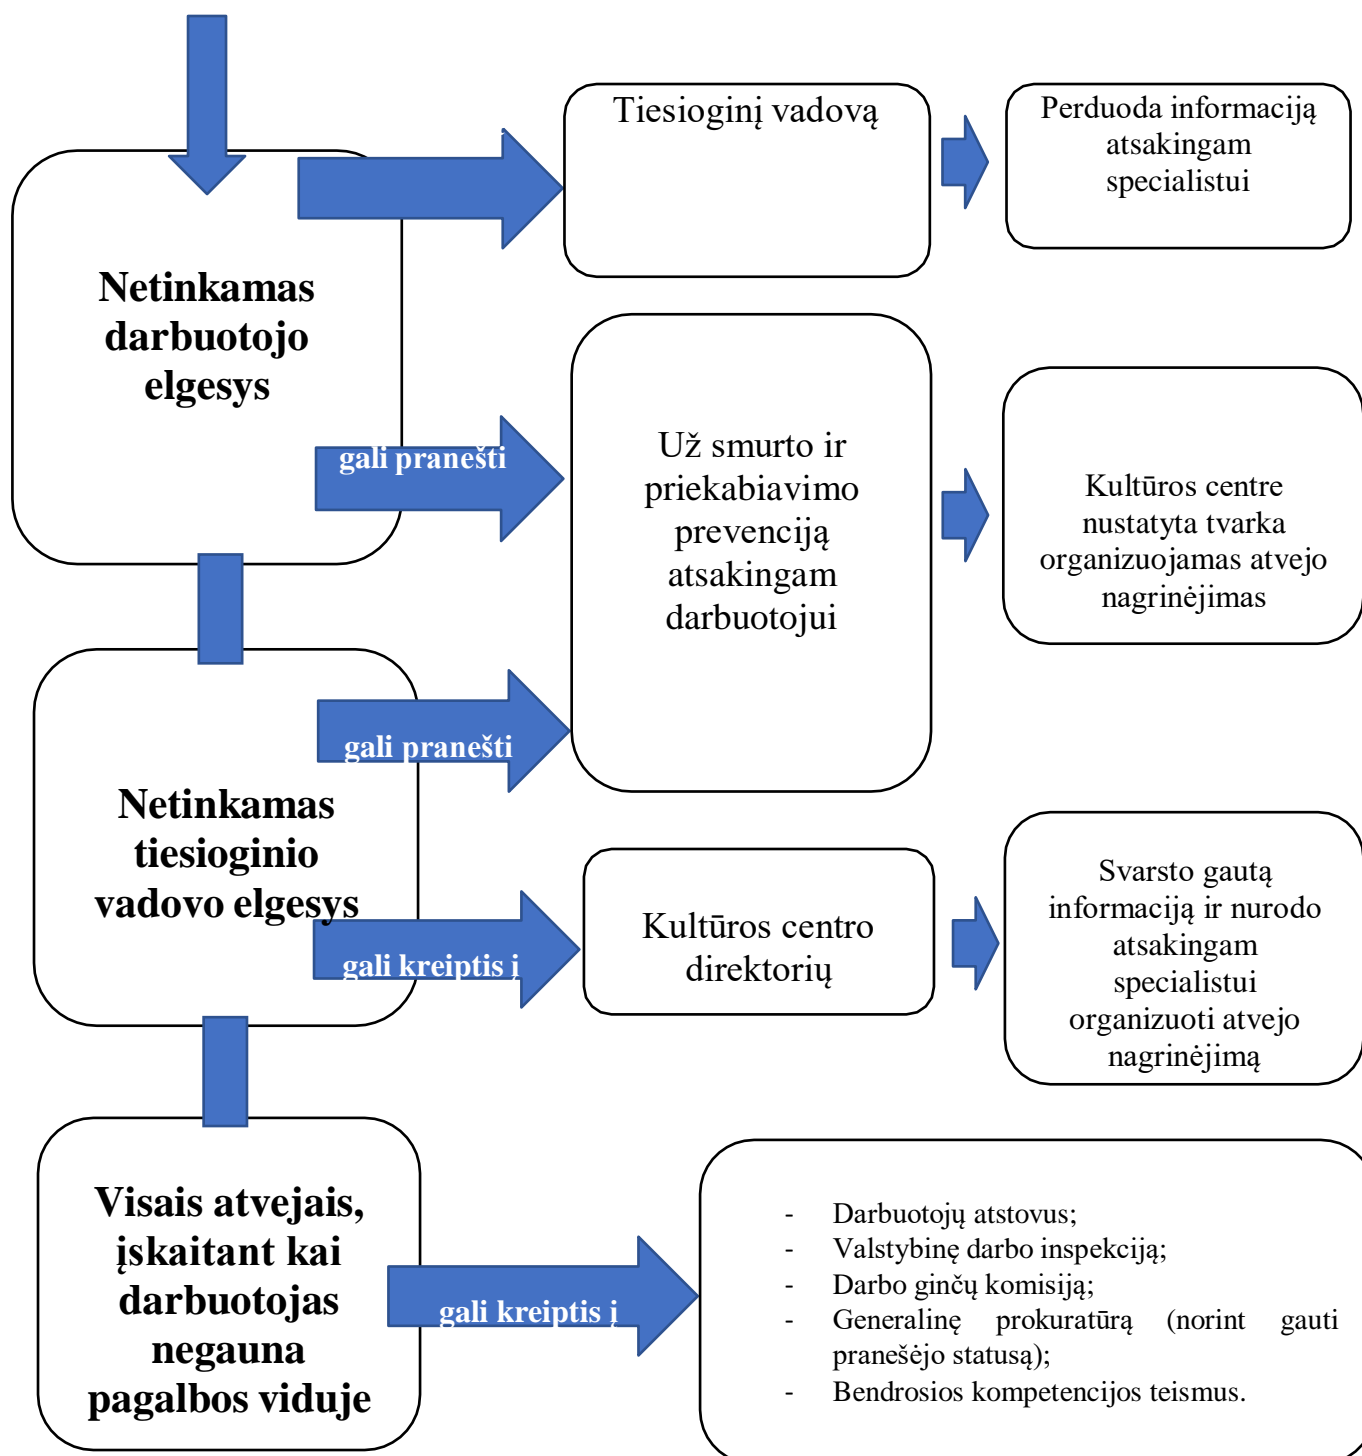 Tiesioginį vadovą
Perduoda informaciją
atsakingam
specialistui
Netinkamas
darbuotojo
elgesys
gali pranešti
Už smurto ir
priekabiavimo
prevenciją
atsakingam
darbuotojui
Kultūros centre
nustatyta tvarka
organizuojamas atvejo
nagrinėjimas
gali pranešti
Netinkamas
tiesioginio
vadovo elgesys
gali kreiptis į
Kultūros centro
direktorių
Svarsto gautą
informaciją ir nurodo
atsakingam
specialistui
organizuoti atvejo
nagrinėjimą
Visais atvejais,
įskaitant kai
darbuotojas
negauna
pagalbos viduje
gali kreiptis į
- Darbuotojų atstovus;
- Valstybinę darbo inspekciją;
- Darbo ginčų komisiją;
- Generalinę prokuratūrą (norint gauti
pranešėjo statusą);
- Bendrosios kompetencijos teismus.